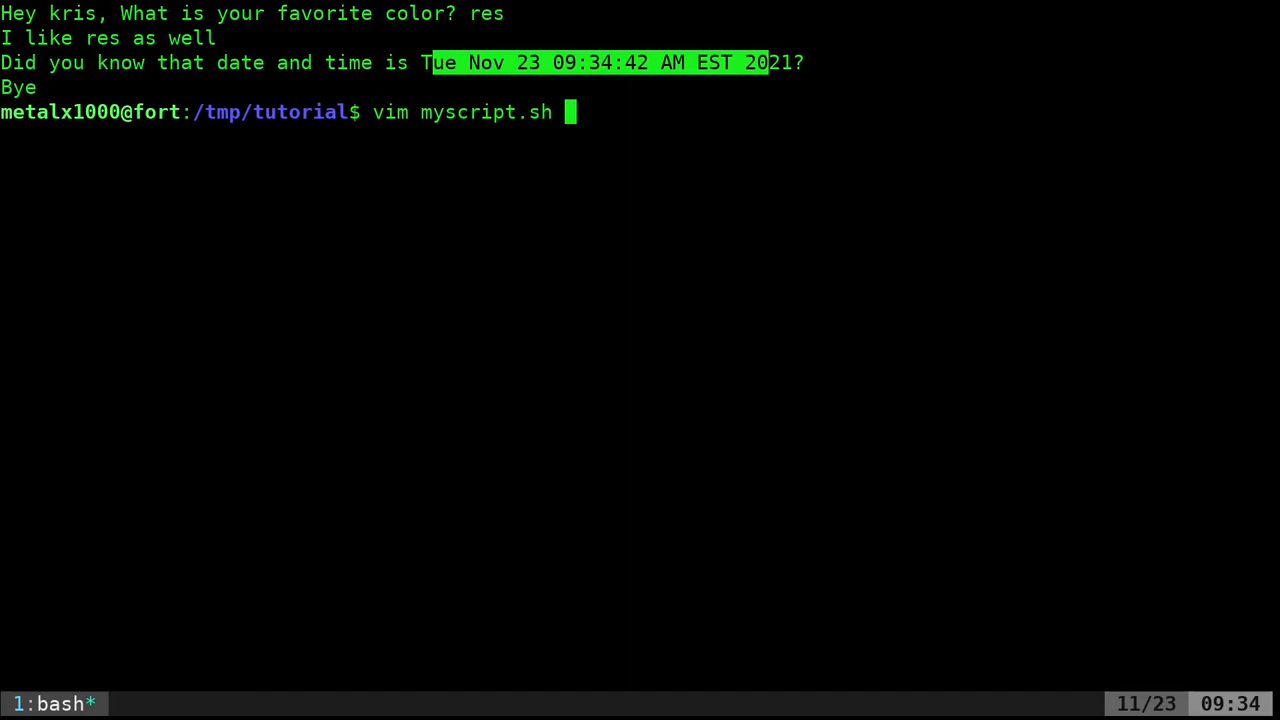 Hey kris, What is your favorite color? res
I like res as well
Did you know that date and time is Tue Nov 23 09:34:42 AM EST 2021?
Bye
metalx1000@fort:/tmp/tutorial$ vim myscript.sh
1:bash* 11/23 09:34